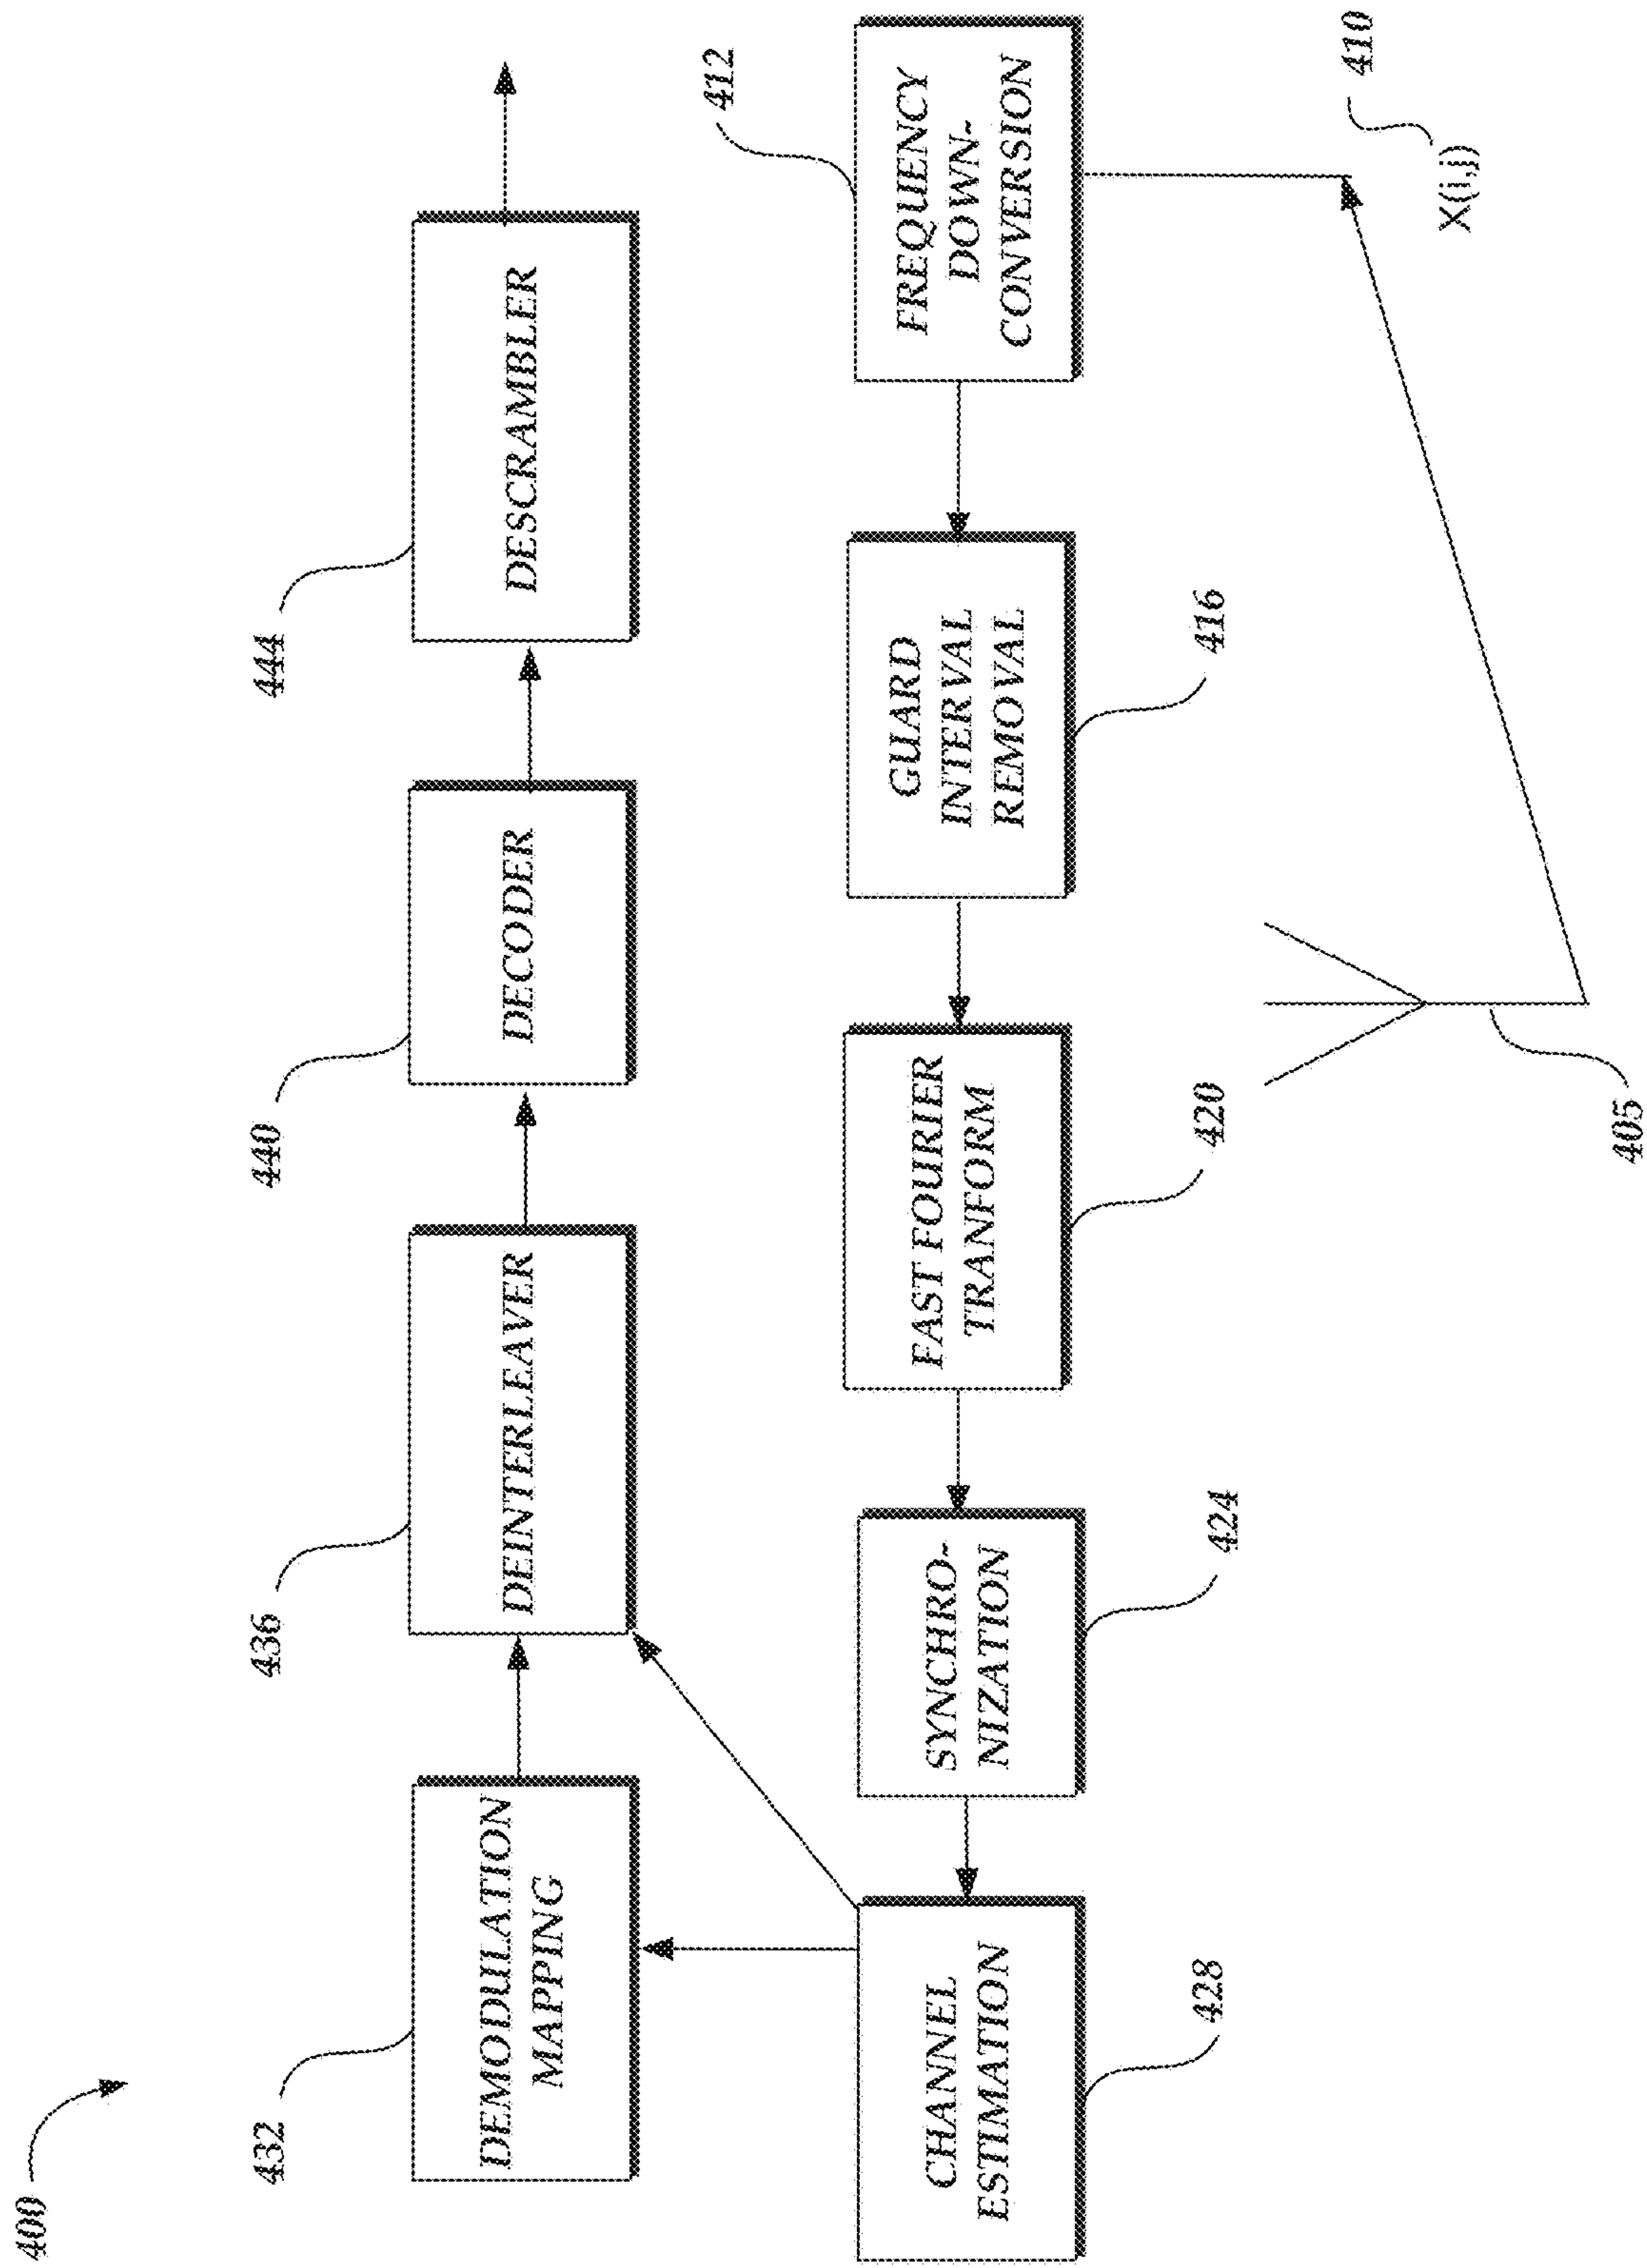 400
432
DEMODULATION
MAPPING
436
DEINTERLEAVER
440
DECODER
444
DESCRAMBLER
CHANNEL
ESTIMATION
428
SYNCHRO-
NIZATION
424
FAST FOURIER
TRANFORM
420
GUARD
INTERVAL
REMOVAL
416
412
FREQUENCY
DOWN-
CONVERSION
405
X(i,j)
410